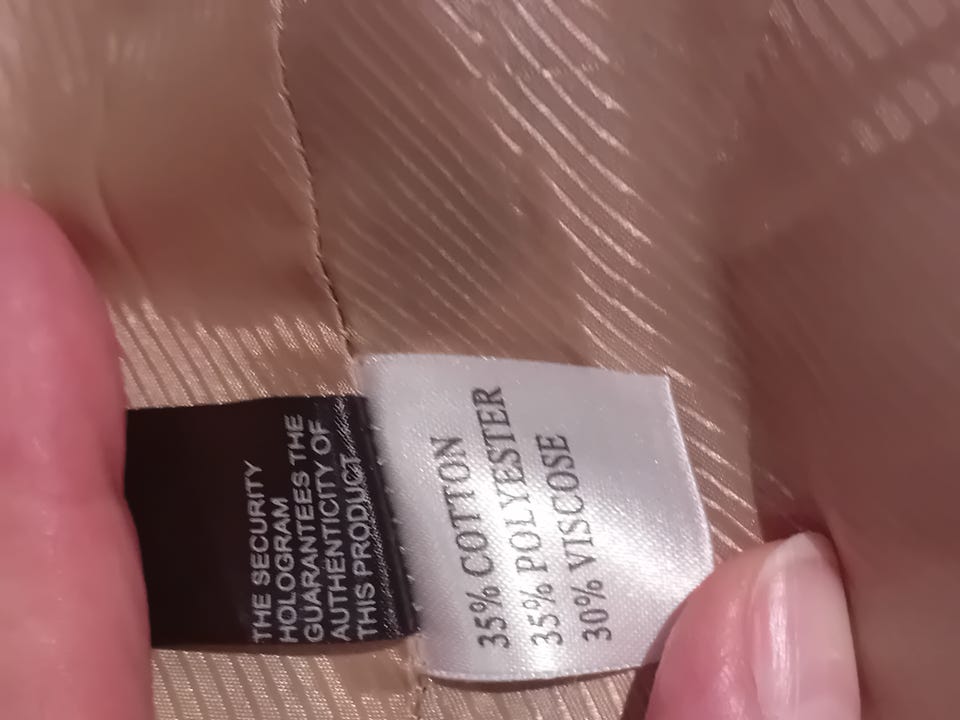 THE SECURITY
HOLOGRAM
GUARANTEES THE
AUTHENTICITY OF
THIS PRODUCT
35% COTTON
35% POLYESTER
30% VISCOSE